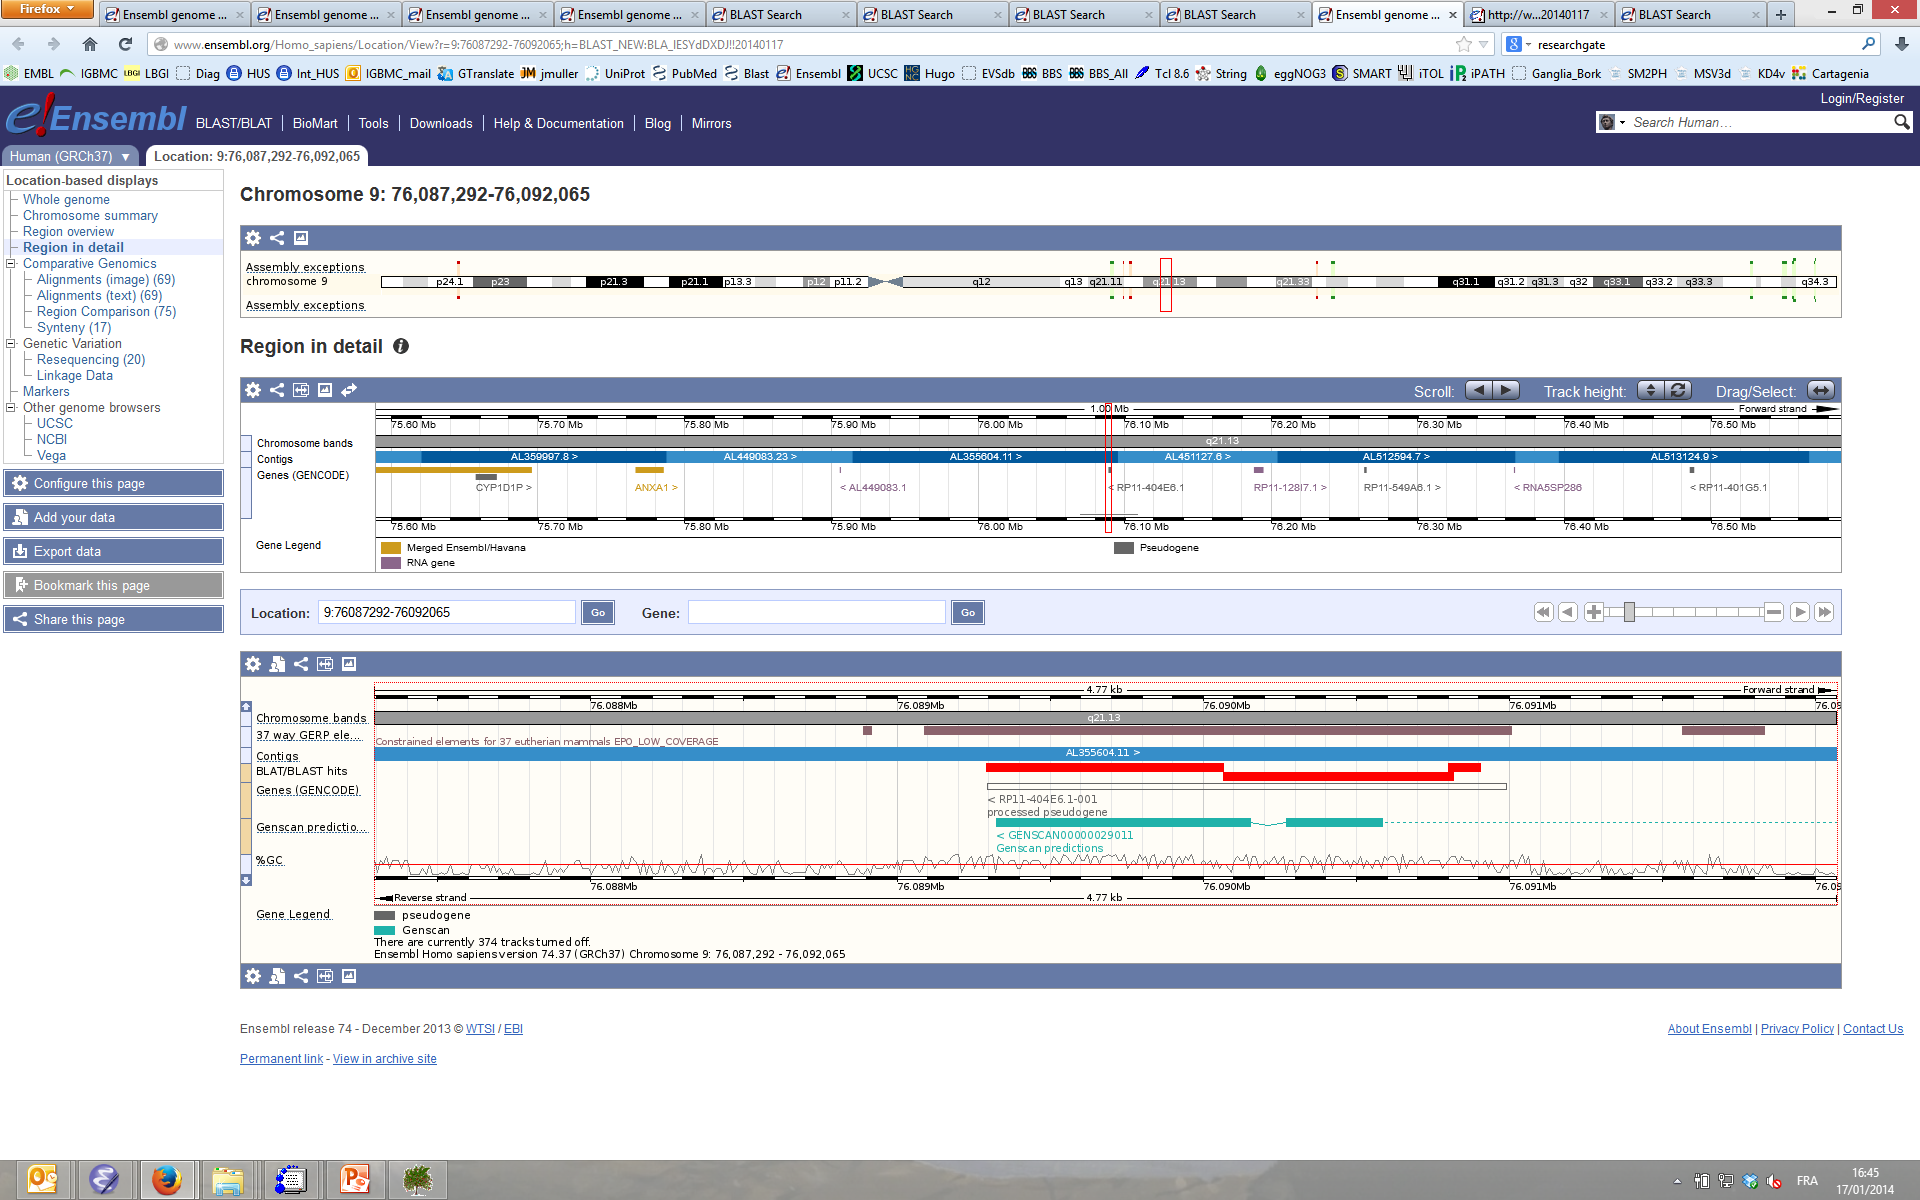 Firefox
Ensembl genome ... × Ensembl genome ... × Ensembl genome ... × Ensembl genome ... × BLAST Search × BLAST Search × BLAST Search × BLAST Search × Ensembl genome ... × http://w...20140117 × BLAST Search ×
www.ensembl.org/Homo_sapiens/Location/View?r=9:76087292-76092065;h=BLAST_NEW:BLA_IESYdDXDJ!!20140117
researchgate
EMBL IGBMC LBGI LBGI Diag HUS Int_HUS IGBMC_mail GTranslate jmuller UniProt PubMed Blast Ensembl UCSC Hugo EVSdb BBS BBS_All Tcl 8.6 String eggNOG3 SMART iTOL iPATH Ganglia_Bork SM2PH MSV3d KD4v Cartagenia
Login/Register
e!Ensembl BLAST/BLAT | BioMart | Tools | Downloads | Help & Documentation | Blog | Mirrors
Search Human...
Human (GRCh37) ▼ Location: 9:76,087,292-76,092,065
Location-based displays
Whole genome
Chromosome summary
Region overview
Region in detail
Comparative Genomics
Alignments (image) (69)
Alignments (text) (69)
Region Comparison (75)
Synteny (17)
Genetic Variation
Resequencing (20)
Linkage Data
Markers
Other genome browsers
UCSC
NCBI
Vega
Configure this page
Add your data
Export data
Bookmark this page
Share this page
Chromosome 9: 76,087,292-76,092,065
Assembly exceptions
chromosome 9 p24.1 p23 p21.3 p21.1 p13.3 p12 p11.2 q12 q13 q21.11 q21.13 q21.33 q31.1 q31.2 q31.3 q32 q33.1 q33.2 q33.3 q34.3
Assembly exceptions
Region in detail
Scroll: Track height: Drag/Select:
1.00 Mb Forward strand
75.60 Mb 75.70 Mb 75.80 Mb 75.90 Mb 76.00 Mb 76.10 Mb 76.20 Mb 76.30 Mb 76.40 Mb 76.50 Mb
Chromosome bands q21.13
Contigs AL359997.8 > AL449083.23 > AL355604.11 > AL451127.6 > AL512594.7 > AL513124.9 >
Genes (GENCODE)
CYP1D1P > ANXA1 > < AL449083.1 < RP11-404E6.1 RP11-128I7.1 > RP11-549A6.1 > < RNA5SP286 < RP11-401G5.1
75.60 Mb 75.70 Mb 75.80 Mb 75.90 Mb 76.00 Mb 76.10 Mb 76.20 Mb 76.30 Mb 76.40 Mb 76.50 Mb
Gene Legend Merged Ensembl/Havana Pseudogene
RNA gene
Location: 9:76087292-76092065 Go Gene: Go
4.77 kb Forward strand
76.088Mb 76.089Mb 76.090Mb 76.091Mb
Chromosome bands q21.13
37 way GERP ele...
Constrained elements for 37 eutherian mammals EPO_LOW_COVERAGE
Contigs AL355604.11 >
BLAT/BLAST hits
Genes (GENCODE)
< RP11-404E6.1-001
processed pseudogene
Genscan predictio...
< GENSCAN00000029011
Genscan predictions
%GC
76.088Mb 76.089Mb 76.090Mb 76.091Mb
Reverse strand 4.77 kb
Gene Legend pseudogene
Genscan
There are currently 374 tracks turned off.
Ensembl Homo sapiens version 74.37 (GRCh37) Chromosome 9: 76,087,292 - 76,092,065
Ensembl release 74 - December 2013 © WTSI / EBI
About Ensembl | Privacy Policy | Contact Us
Permanent link - View in archive site
FRA
16:45
17/01/2014